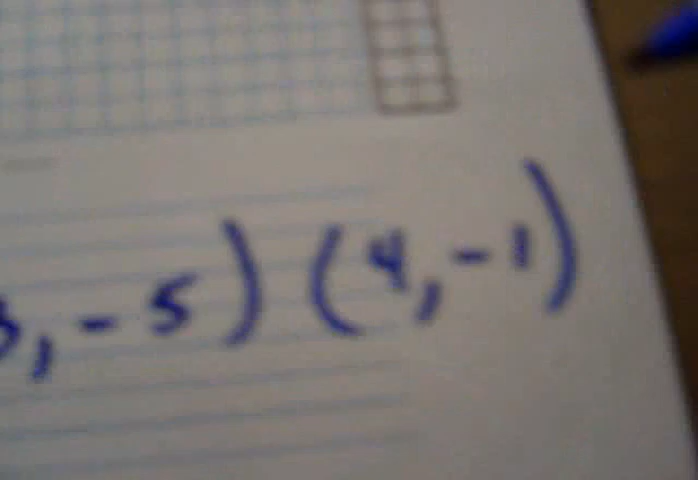 , -5) (4, -1)